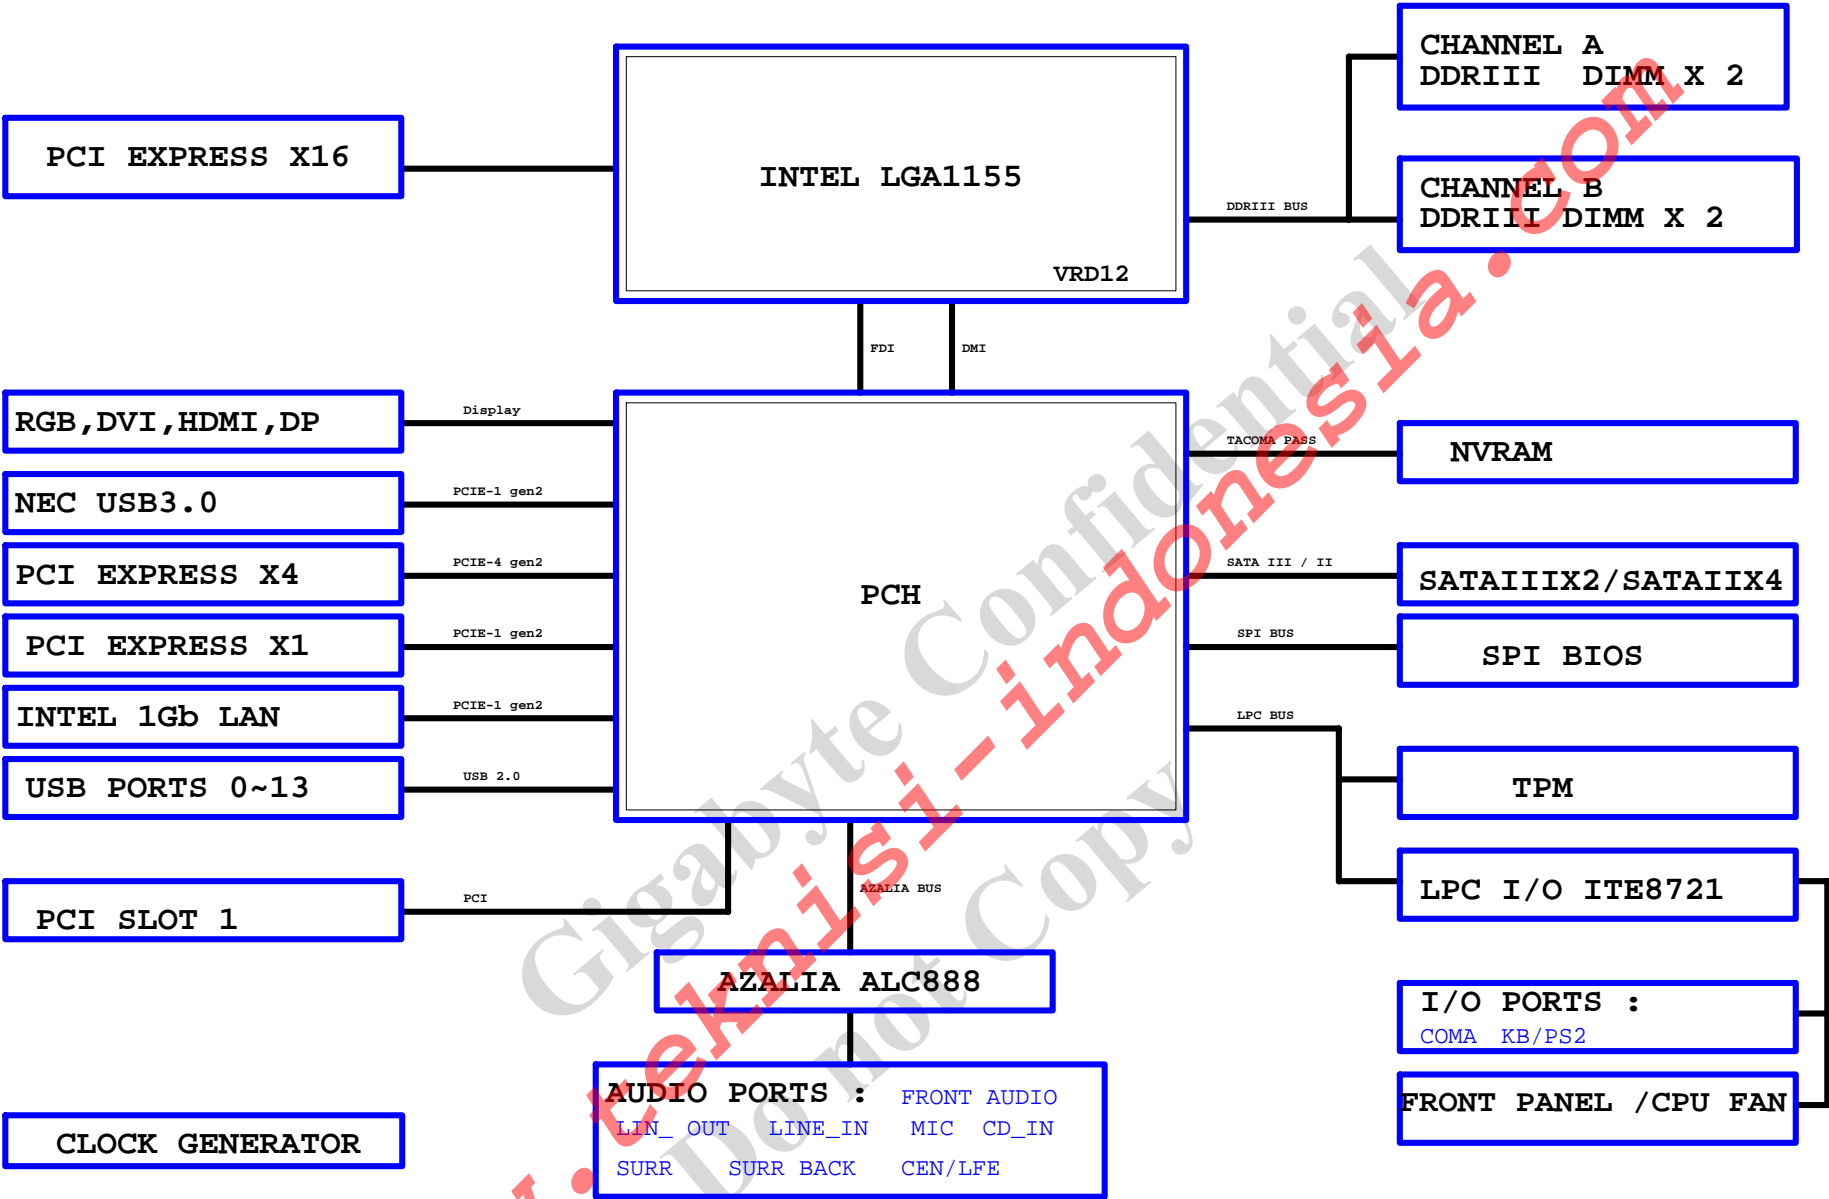 CHANNEL A
DDRIII DIMM X 2
PCI EXPRESS X16
INTEL LGA1155
VRD12
DDRIII BUS
CHANNEL B
DDRIII DIMM X 2
FDI
DMI
RGB,DVI,HDMI,DP
Display
TACOMA PASS
NVRAM
NEC USB3.0
PCIE-1 gen2
PCI EXPRESS X4
PCIE-4 gen2
PCH
SATA III / II
SATAIIIX2/SATAIIX4
PCI EXPRESS X1
PCIE-1 gen2
SPI BUS
SPI BIOS
INTEL 1Gb LAN
PCIE-1 gen2
LPC BUS
USB PORTS 0~13
USB 2.0
TPM
PCI SLOT 1
PCI
AZALIA BUS
LPC I/O ITE8721
AZALIA ALC888
I/O PORTS :
COMA KB/PS2
AUDIO PORTS : FRONT AUDIO
LIN_ OUT LINE_IN MIC CD_IN
SURR SURR BACK CEN/LFE
FRONT PANEL /CPU FAN
CLOCK GENERATOR
Gigabyte Confidential
Do not Copy
.teknisi-indonesia.com